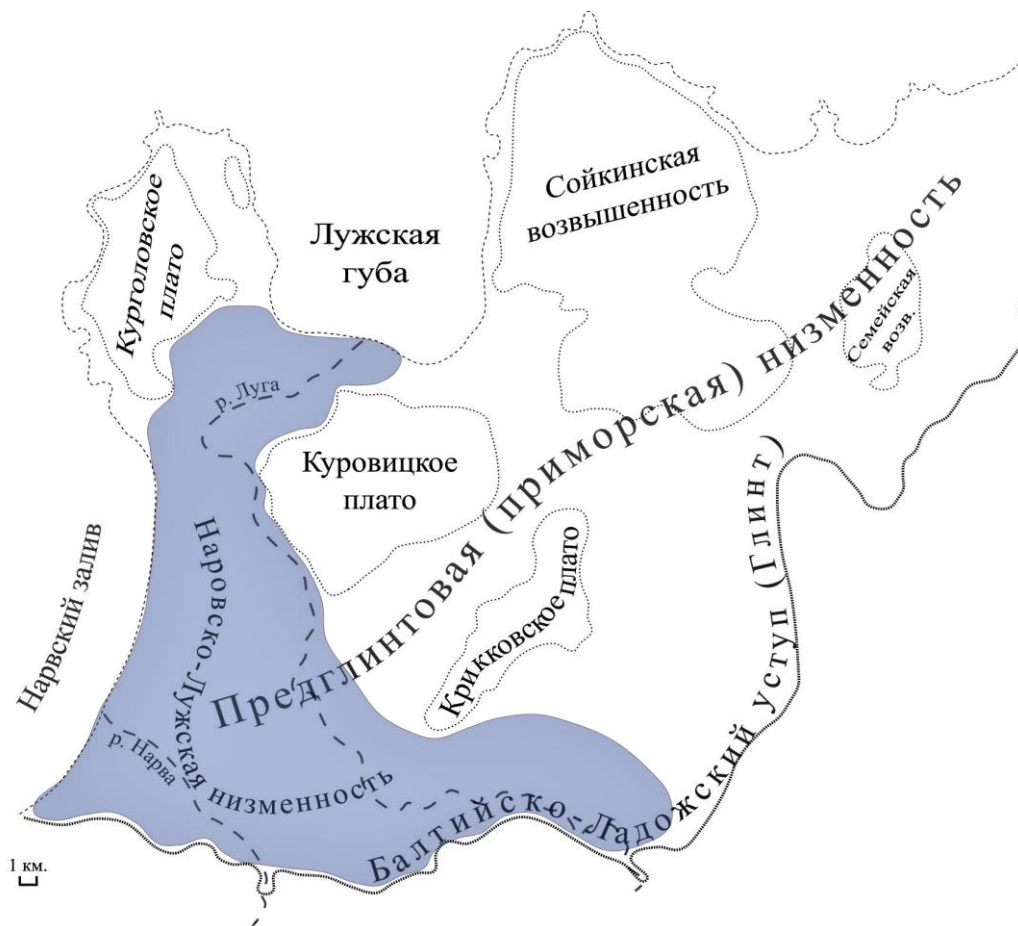 Сойкинская
возвышенность
Кургаловское
плато
Лужская
губа
Семейская
возв.
р. Луга
Предглинтовая (приморская) низменность
Куровицкое
плато
Нарвский залив
Наровско-Лужская низменность
Крикковское плато
р. Нарва
Балтийско-Ладожский уступ (Глинт)
1 км.